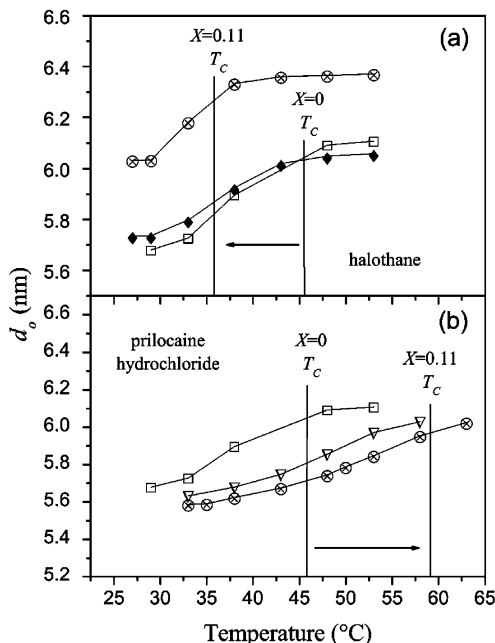 (a)
X=0.11
T_C
X=0
T_C
halothane
6.6
6.4
6.2
6.0
5.8
5.6
d_o (nm)
(b)
prilocaine
hydrochloride
X=0
T_C
X=0.11
T_C
6.6
6.4
6.2
6.0
5.8
5.6
5.4
5.2
25 30 35 40 45 50 55 60 65
Temperature (°C)